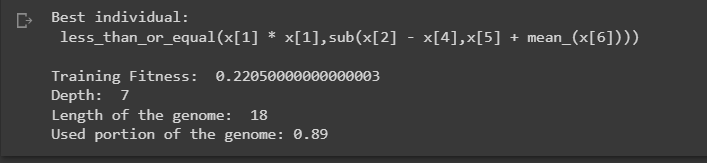 Best individual:
less_than_or_equal(x[1] * x[1],sub(x[2] - x[4],x[5] + mean_(x[6])))
Training Fitness:  0.22050000000000003
Depth:  7
Length of the genome:  18
Used portion of the genome: 0.89